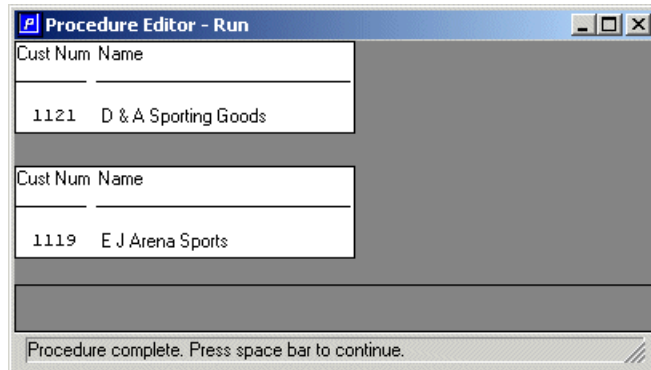 Procedure Editor - Run
Cust Num Name
1121 D & A Sporting Goods
Cust Num Name
1119 E J Arena Sports
Procedure complete. Press space bar to continue.